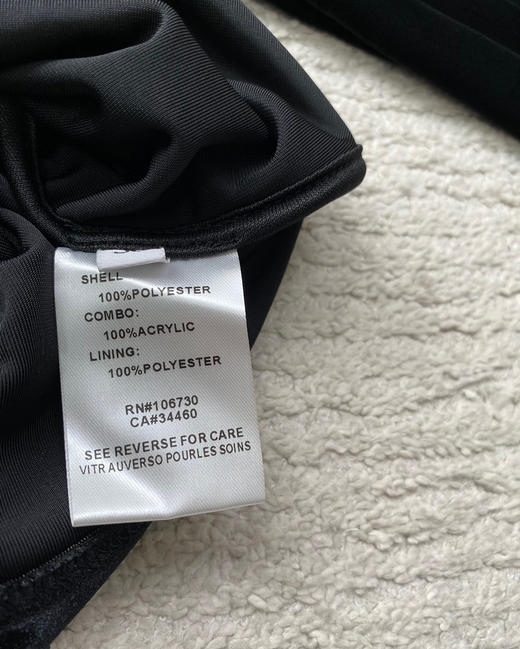 SHELL
100%POLYESTER
COMBO:
100%ACRYLIC
LINING:
100%POLYESTER
RN#106730
CA#34460
SEE REVERSE FOR CARE
VITR AUVERSO POURLES SOINS